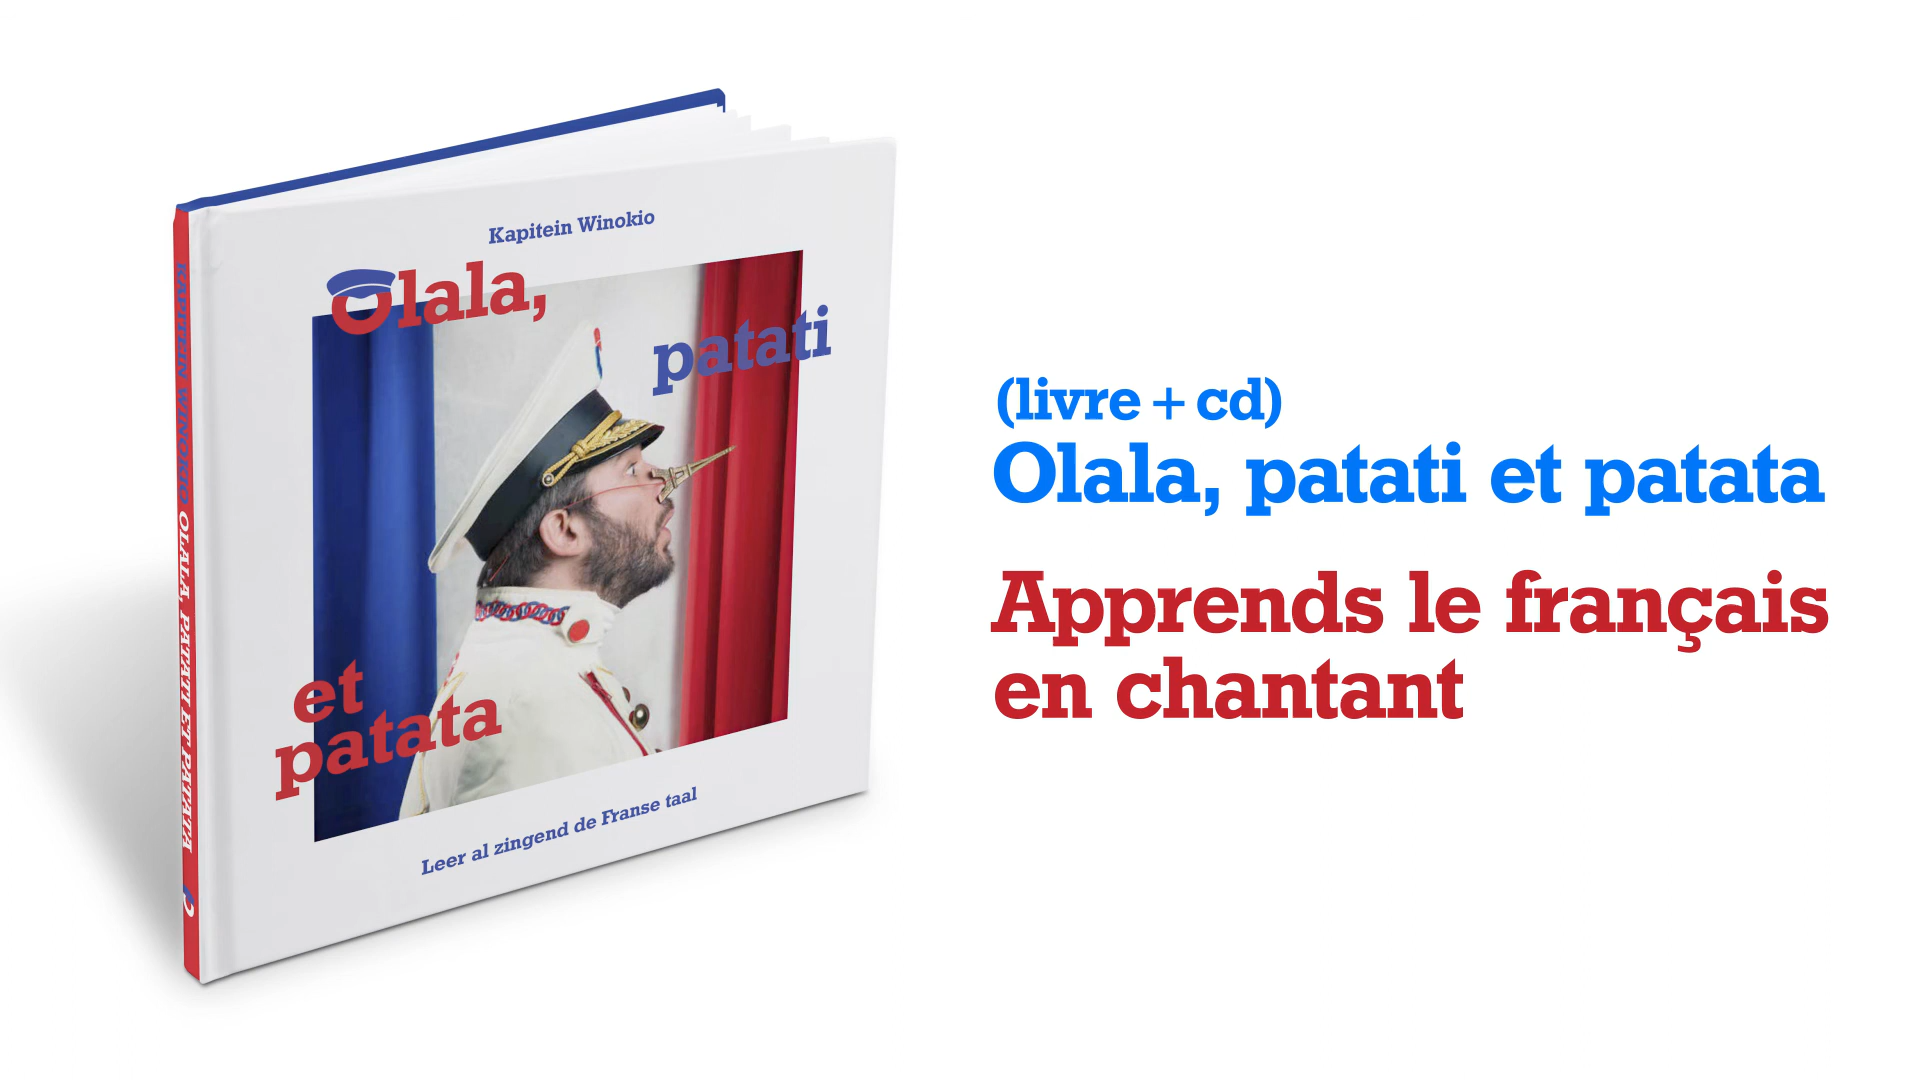 Kapitein Winokio
Olala,
patati
et
patata
Leer al zingend de Franse taal
KAPITEIN WINOKIO OLALA, PATATI ET PATATA
(livre + cd)
Olala, patati et patata
Apprends le français
en chantant